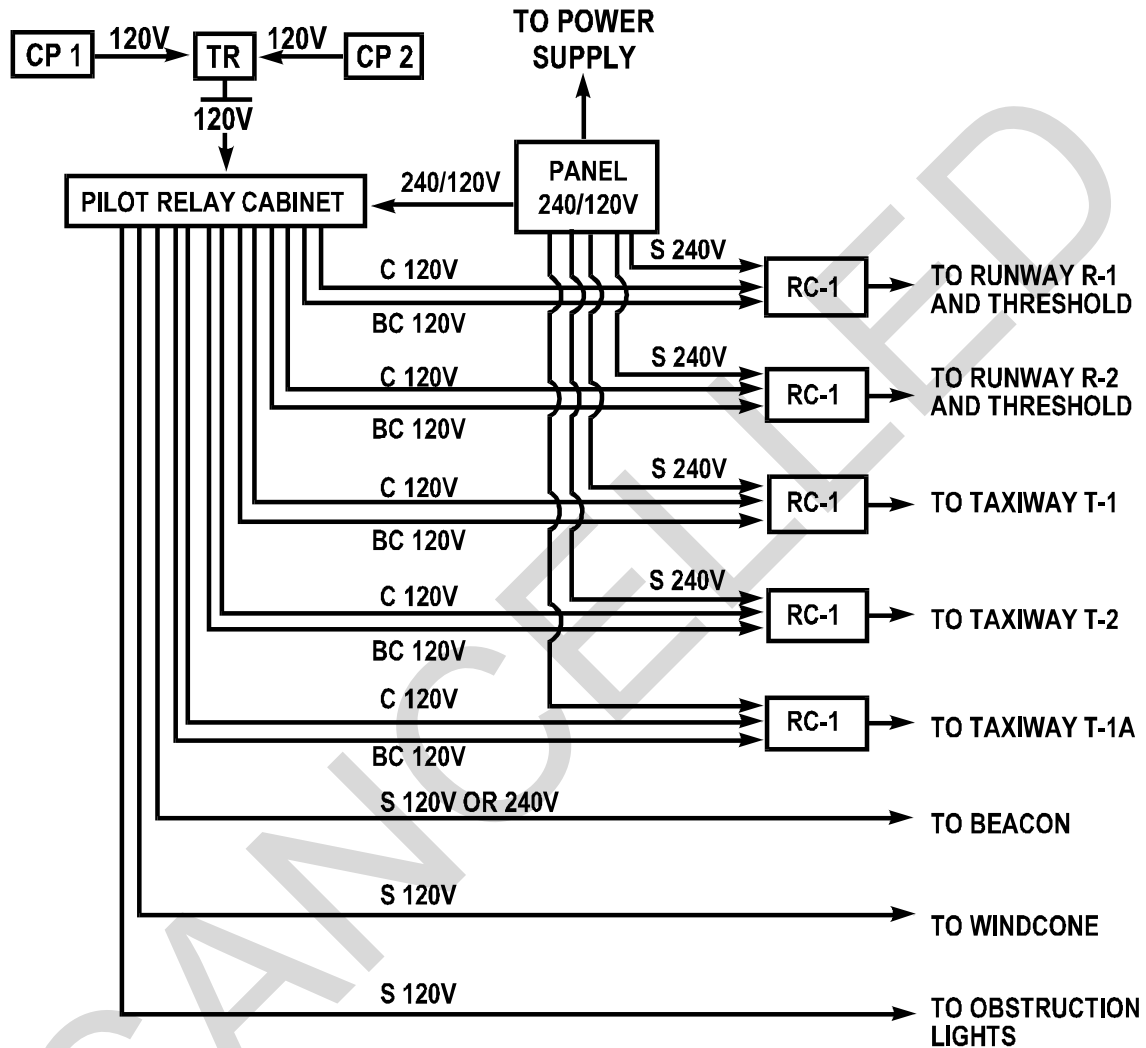 TO POWER
SUPPLY
CP 1
120V
TR
120V
CP 2
120V
PILOT RELAY CABINET
240/120V
PANEL
240/120V
S 240V
C 120V
BC 120V
RC-1
TO RUNWAY R-1
AND THRESHOLD
S 240V
C 120V
BC 120V
RC-1
TO RUNWAY R-2
AND THRESHOLD
S 240V
C 120V
BC 120V
RC-1
TO TAXIWAY T-1
S 240V
C 120V
BC 120V
RC-1
TO TAXIWAY T-2
C 120V
BC 120V
RC-1
TO TAXIWAY T-1A
S 120V OR 240V
TO BEACON
S 120V
TO WINDCONE
S 120V
TO OBSTRUCTION
LIGHTS
CANCELLED